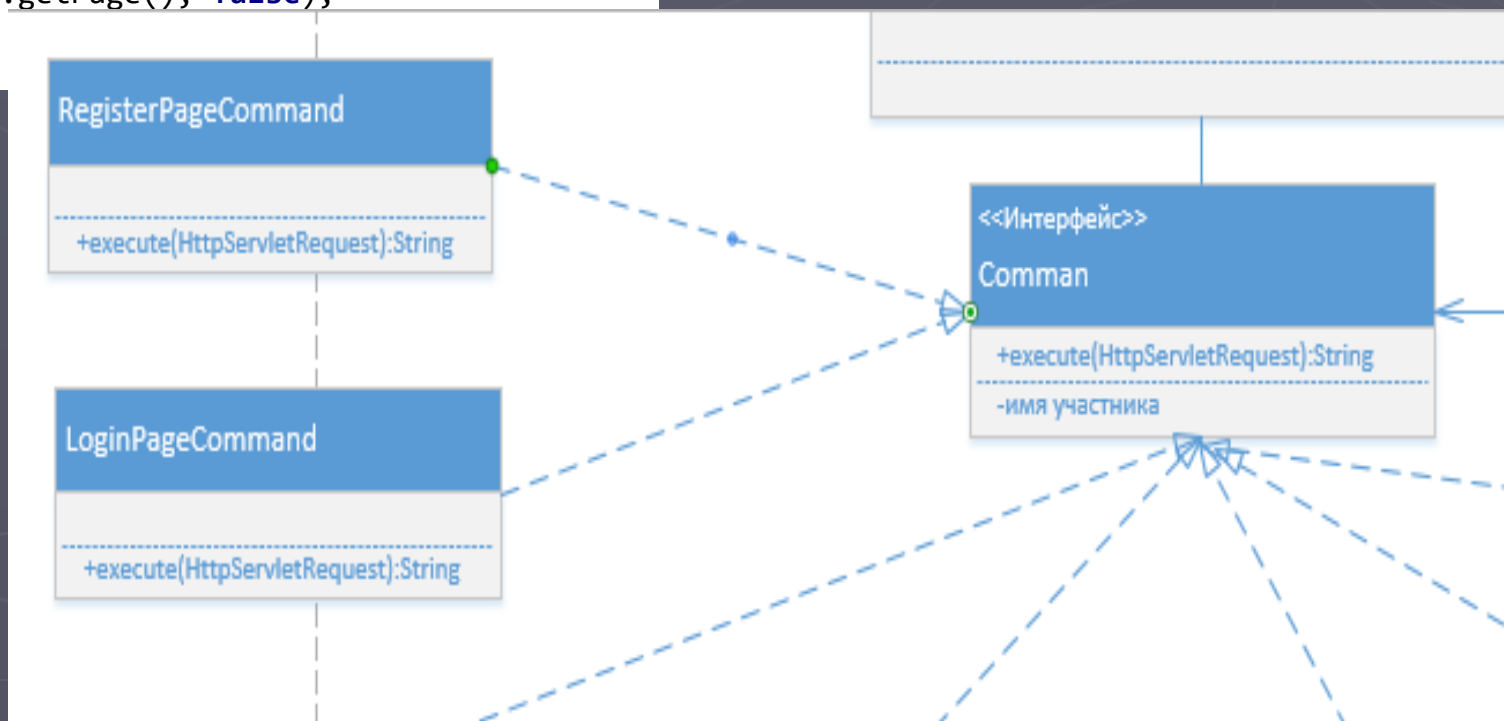 .getPage(), false);
RegisterPageCommand
+execute(HttpServletRequest):String
<<Интерфейс>>
Comman
+execute(HttpServletRequest):String
-имя участника
LoginPageCommand
+execute(HttpServletRequest):String